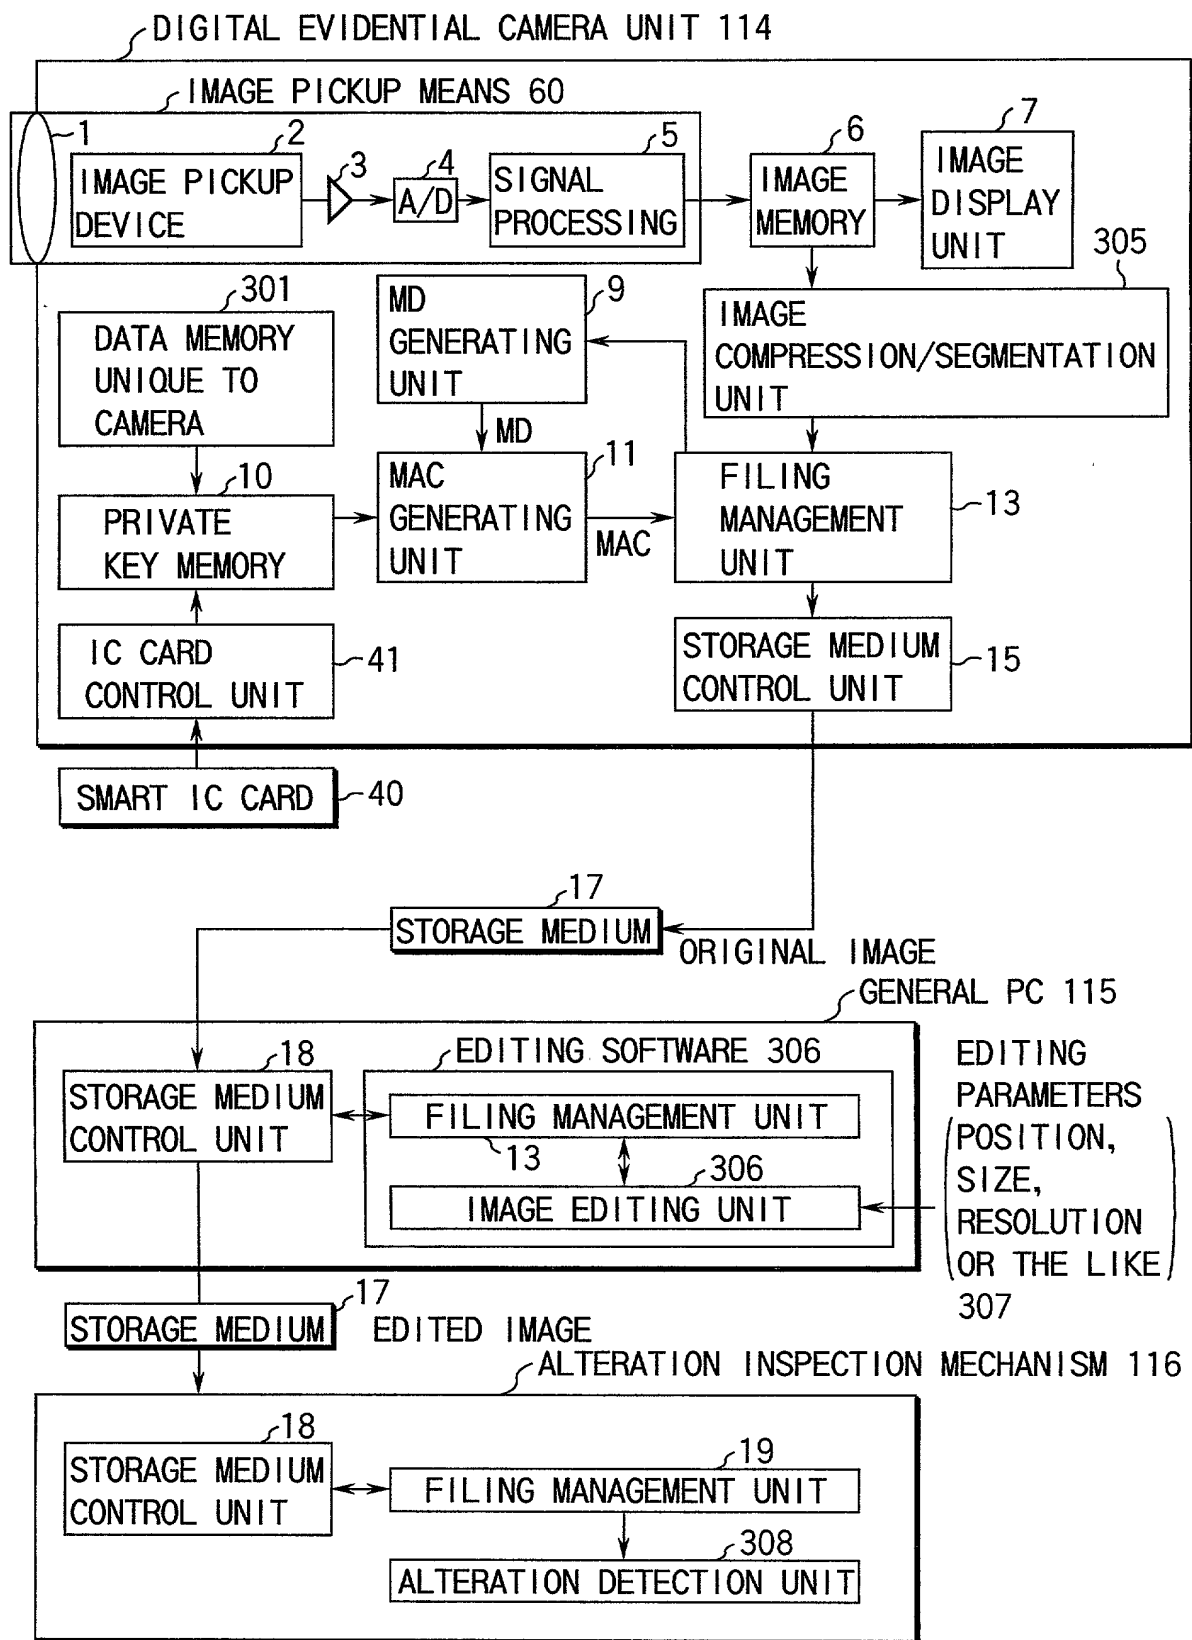 DIGITAL EVIDENTIAL CAMERA UNIT 114
IMAGE PICKUP MEANS 60
1
2
IMAGE PICKUP
DEVICE
3
4
A/D
5
SIGNAL
PROCESSING
6
IMAGE
MEMORY
7
IMAGE
DISPLAY
UNIT
301
DATA MEMORY
UNIQUE TO
CAMERA
9
MD
GENERATING
UNIT
MD
305
IMAGE
COMPRESSION/SEGMENTATION
UNIT
10
PRIVATE
KEY MEMORY
11
MAC
GENERATING
UNIT
MAC
FILING
MANAGEMENT
UNIT
13
IC CARD
CONTROL UNIT
41
STORAGE MEDIUM
CONTROL UNIT
15
SMART IC CARD
40
17
STORAGE MEDIUM
ORIGINAL IMAGE
GENERAL PC 115
18
STORAGE MEDIUM
CONTROL UNIT
EDITING SOFTWARE 306
FILING MANAGEMENT UNIT
13
306
IMAGE EDITING UNIT
EDITING
PARAMETERS
(POSITION,
SIZE,
RESOLUTION
OR THE LIKE)
307
17
STORAGE MEDIUM
EDITED IMAGE
ALTERATION INSPECTION MECHANISM 116
18
STORAGE MEDIUM
CONTROL UNIT
19
FILING MANAGEMENT UNIT
308
ALTERATION DETECTION UNIT